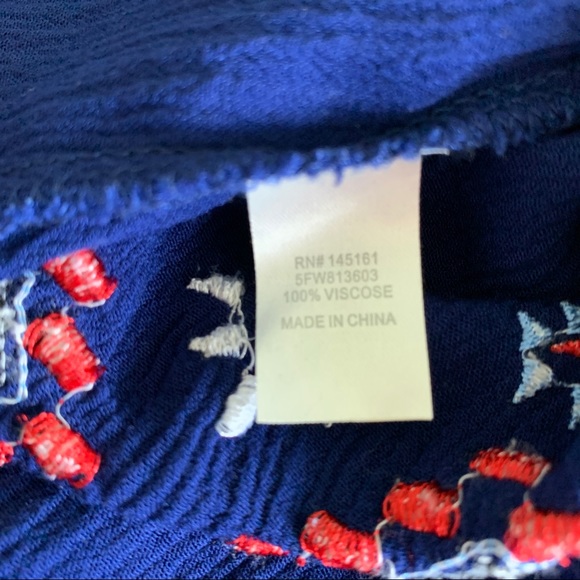 RN# 145161
5FW813603
100% VISCOSE
MADE IN CHINA